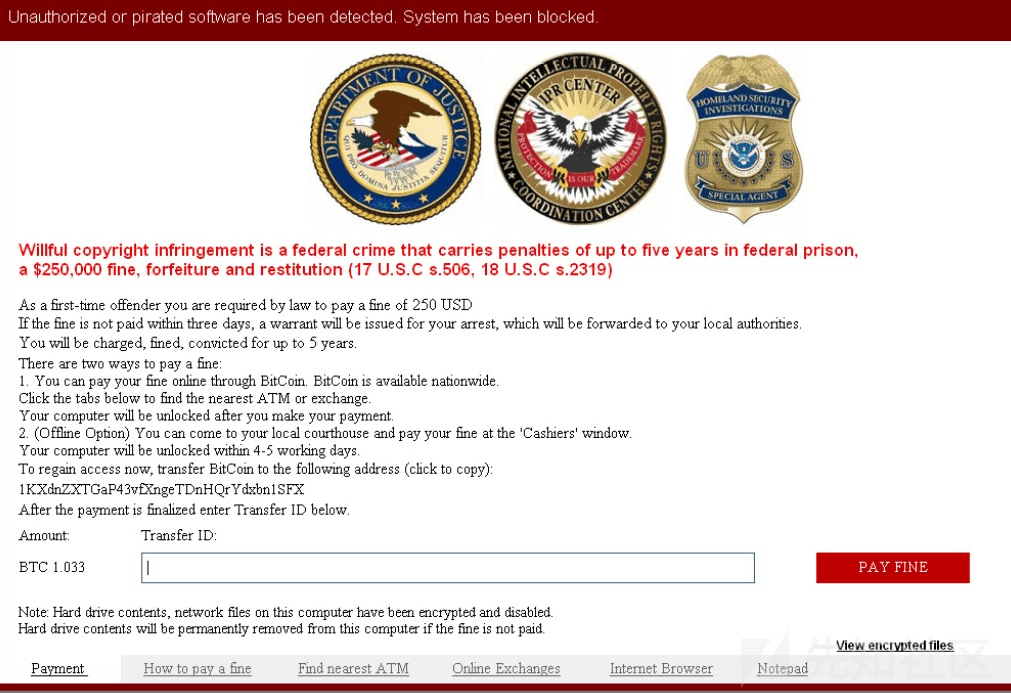 Unauthorized or pirated software has been detected. System has been blocked.
DEPARTMENT OF JUSTICE
QUI PRO DOMINA JUSTITIA SEQUITUR
NATIONAL INTELLECTUAL PROPERTY RIGHTS
IPR CENTER
PROTECTION IS OUR TRADEMARK
COORDINATION CENTER
HOMELAND SECURITY
INVESTIGATIONS
U S
SPECIAL AGENT
Willful copyright infringement is a federal crime that carries penalties of up to five years in federal prison,
a $250,000 fine, forfeiture and restitution (17 U.S.C s.506, 18 U.S.C s.2319)
As a first-time offender you are required by law to pay a fine of 250 USD
If the fine is not paid within three days, a warrant will be issued for your arrest, which will be forwarded to your local authorities.
You will be charged, fined, convicted for up to 5 years.
There are two ways to pay a fine:
1. You can pay your fine online through BitCoin. BitCoin is available nationwide.
Click the tabs below to find the nearest ATM or exchange.
Your computer will be unlocked after you make your payment.
2. (Offline Option) You can come to your local courthouse and pay your fine at the 'Cashiers' window.
Your computer will be unlocked within 4-5 working days.
To regain access now, transfer BitCoin to the following address (click to copy):
1KXdnZXTGaP43vfXngeTDnHQrYdxbn1SFX
After the payment is finalized enter Transfer ID below.
Amount: Transfer ID:
BTC 1.033 PAY FINE
Note: Hard drive contents, network files on this computer have been encrypted and disabled.
Hard drive contents will be permanently removed from this computer if the fine is not paid.
View encrypted files
Payment How to pay a fine Find nearest ATM Online Exchanges Internet Browser Notepad
先知社区